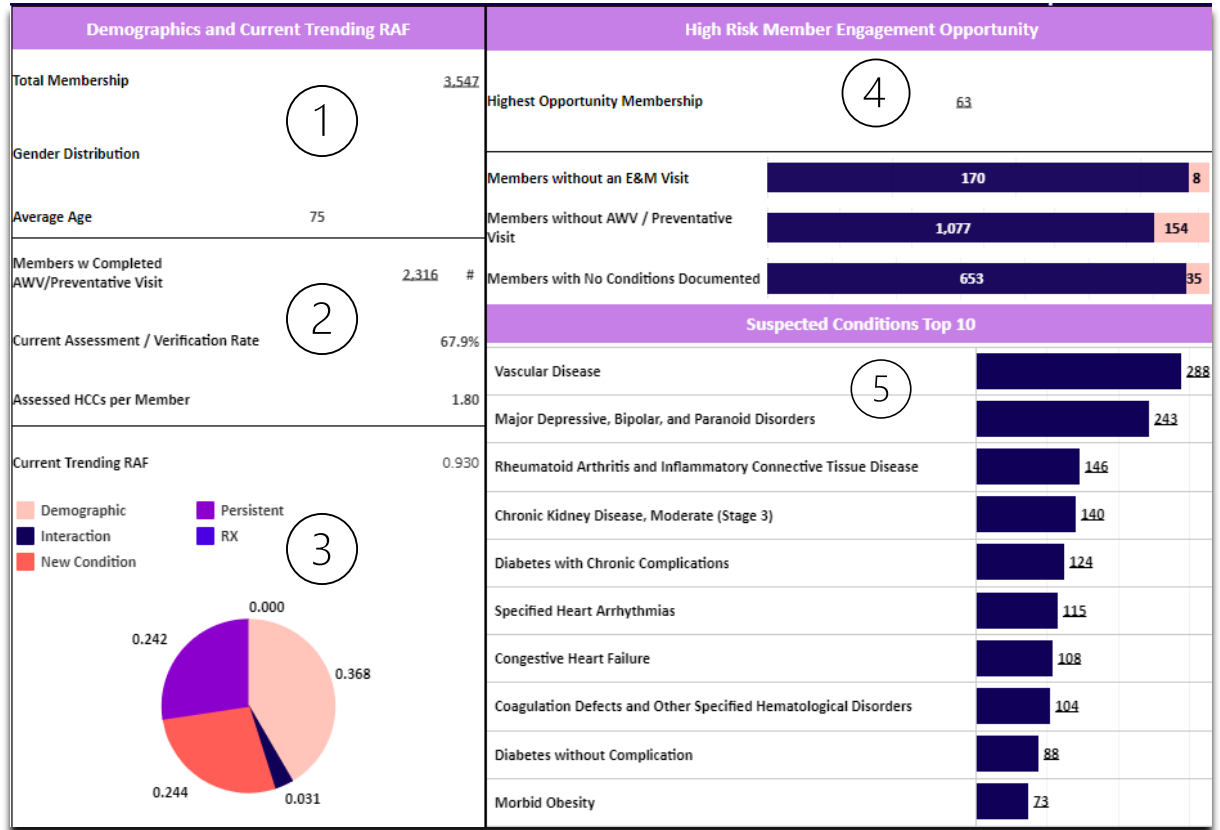 Demographics and Current Trending RAF
Total Membership 3,547
1
Gender Distribution
Average Age 75
Members w Completed
AWV/Preventative Visit 2,316 #
2
Current Assessment / Verification Rate 67.9%
Assessed HCCs per Member 1.80
Current Trending RAF 0.930
Demographic Persistent
Interaction RX
New Condition
3
0.000
0.242
0.368
0.244
0.031
High Risk Member Engagement Opportunity
4
Highest Opportunity Membership 63
Members without an E&M Visit 170 8
Members without AWV / Preventative
Visit 1,077 154
Members with No Conditions Documented 653 35
Suspected Conditions Top 10
5
Vascular Disease 288
Major Depressive, Bipolar, and Paranoid Disorders 243
Rheumatoid Arthritis and Inflammatory Connective Tissue Disease 146
Chronic Kidney Disease, Moderate (Stage 3) 140
Diabetes with Chronic Complications 124
Specified Heart Arrhythmias 115
Congestive Heart Failure 108
Coagulation Defects and Other Specified Hematological Disorders 104
Diabetes without Complication 88
Morbid Obesity 73